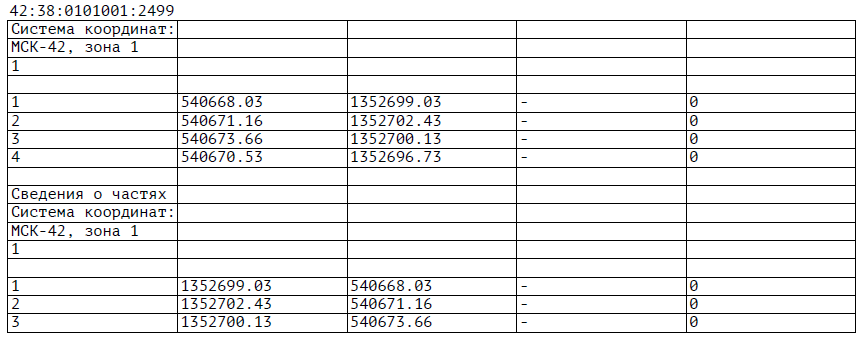 42:38:0101001:2499
Система координат:
МСК-42, зона 1
1
1 540668.03 1352699.03 - 0
2 540671.16 1352702.43 - 0
3 540673.66 1352700.13 - 0
4 540670.53 1352696.73 - 0
Сведения о частях
Система координат:
МСК-42, зона 1
1
1 1352699.03 540668.03 - 0
2 1352702.43 540671.16 - 0
3 1352700.13 540673.66 - 0